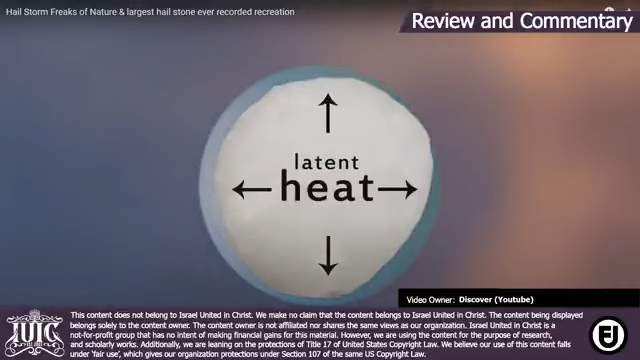 Hail Storm Freaks of Nature & largest hail stone ever recorded recreation
Review and Commentary
latent
heat
Video Owner: Discover (Youtube)
This content does not belong to Israel United in Christ. We make no claim that the content belongs to Israel United in Christ. The content being displayed
belongs solely to the content owner. The content owner is not affiliated nor shares the same views as our organization. Israel United in Christ is a
not-for-profit group that has no intent of making financial gains for this material. However, we are using the content for the purpose of research,
and scholarly works. Additionally, we are leaning on the protections of Title 17 of United States Copyright Law. We believe our use of this content falls
under 'fair use', which gives our organization protections under Section 107 of the same US Copyright Law.
IUIC